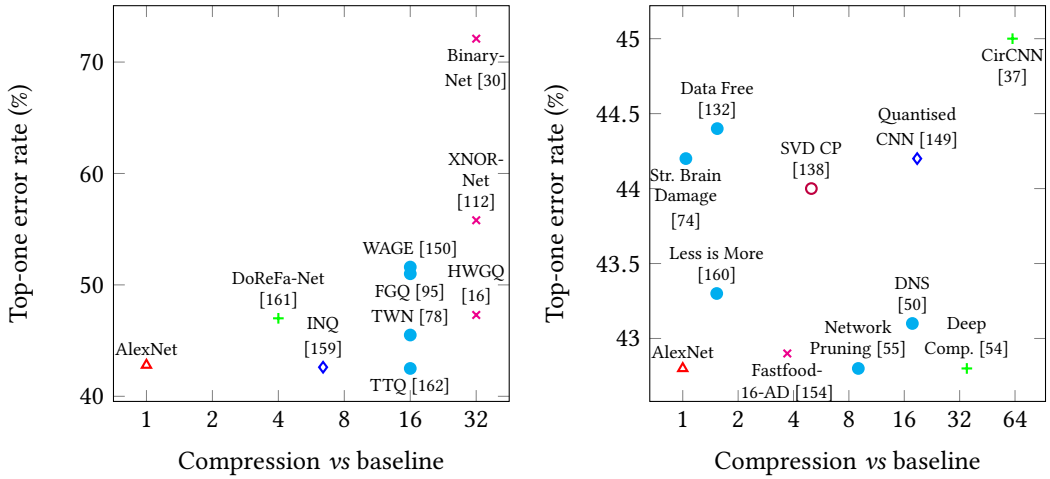 Top-one error rate (%)
70
60
50
40
Binary-
Net [30]
XNOR-
Net
[112]
WAGE [150]
HWGQ
[16]
DoReFa-Net
[161]
FGQ [95]
TWN [78]
INQ
[159]
AlexNet
TTQ [162]
1 2 4 8 16 32
Compression vs baseline
Top-one error rate (%)
45
44.5
44
43.5
43
CirCNN
[37]
Data Free
[132]
Quantised
CNN [149]
SVD CP
[138]
Str. Brain
Damage
[74]
Less is More
[160]
DNS
[50]
Network
Pruning [55]
Deep
Comp. [54]
AlexNet
Fastfood-
16-AD [154]
1 2 4 8 16 32 64
Compression vs baseline